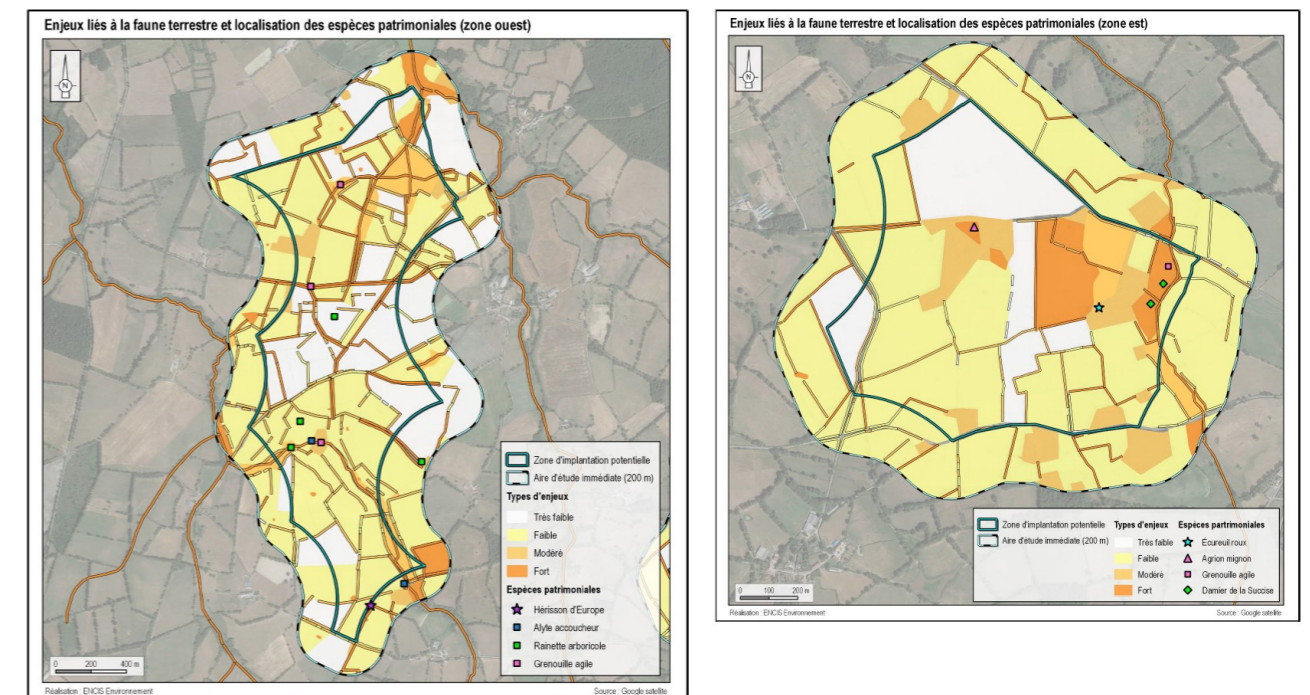 Enjeux liés à la faune terrestre et localisation des espèces patrimoniales (zone ouest)
N
Zone d'implantation potentielle
Aire d'étude immédiate (200 m)
Types d'enjeux
Très faible
Faible
Modéré
Fort
Espèces patrimoniales
Hérisson d'Europe
Alyte accoucheur
Rainette arboricole
Grenouille agile
0 200 400 m
Réalisation : ENCIS Environnement
Source : Google satellite
Enjeux liés à la faune terrestre et localisation des espèces patrimoniales (zone est)
N
Zone d'implantation potentielle
Aire d'étude immédiate (200 m)
Types d'enjeux
Très faible
Faible
Modéré
Fort
Espèces partrimoniales
Ecureuil roux
Agrion mignon
Grenouille agile
Damier de la Succise
0 100 200 m
Réalisation : ENCIS Environnement
Source : Google satellite